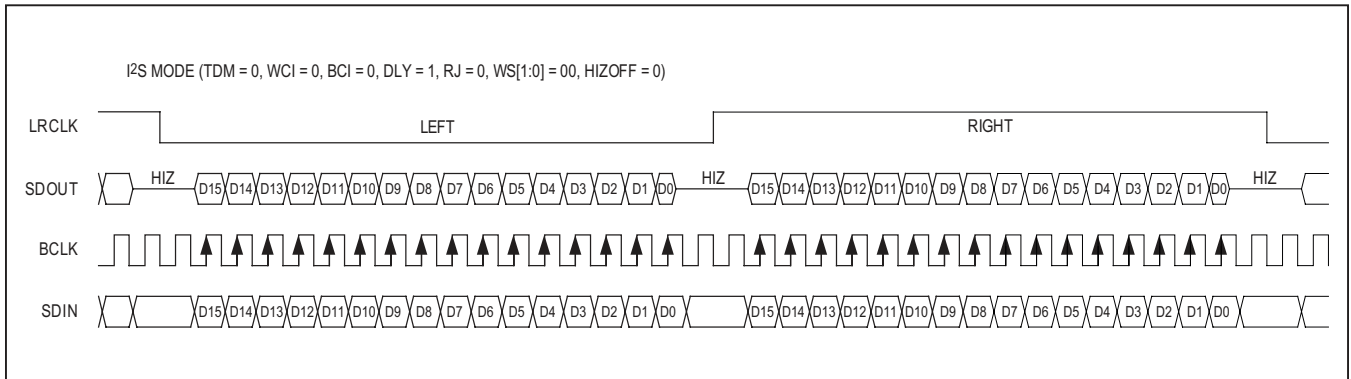 I2S MODE (TDM = 0, WCI = 0, BCI = 0, DLY = 1, RJ = 0, WS[1:0] = 00, HIZOFF = 0)
LRCLK LEFT RIGHT
SDOUT HIZ D15 D14 D13 D12 D11 D10 D9 D8 D7 D6 D5 D4 D3 D2 D1 D0 HIZ D15 D14 D13 D12 D11 D10 D9 D8 D7 D6 D5 D4 D3 D2 D1 D0 HIZ
BCLK
SDIN D15 D14 D13 D12 D11 D10 D9 D8 D7 D6 D5 D4 D3 D2 D1 D0 D15 D14 D13 D12 D11 D10 D9 D8 D7 D6 D5 D4 D3 D2 D1 D0